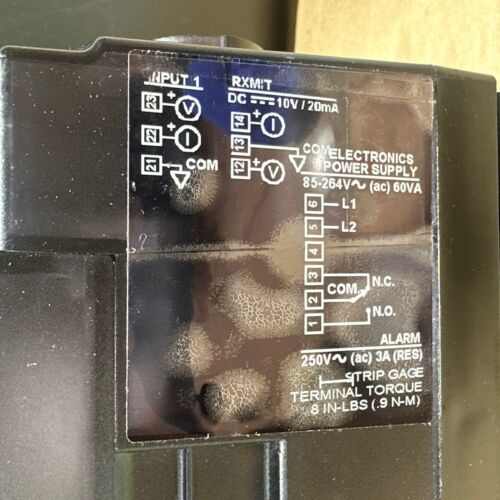 INPUT 1
RXMIT
DC ⎓ 10V / 20mA
23 + V
22 + I
21 COM
14 + I
13 COM
12 + V
ELECTRONICS
POWER SUPPLY
85-264V ~ (ac) 60VA
6 L1
5 L2
4
3 N.C.
2 COM.
1 N.O.
ALARM
250V ~ (ac) 3A (RES)
STRIP GAGE
TERMINAL TORQUE
8 IN-LBS (.9 N-M)